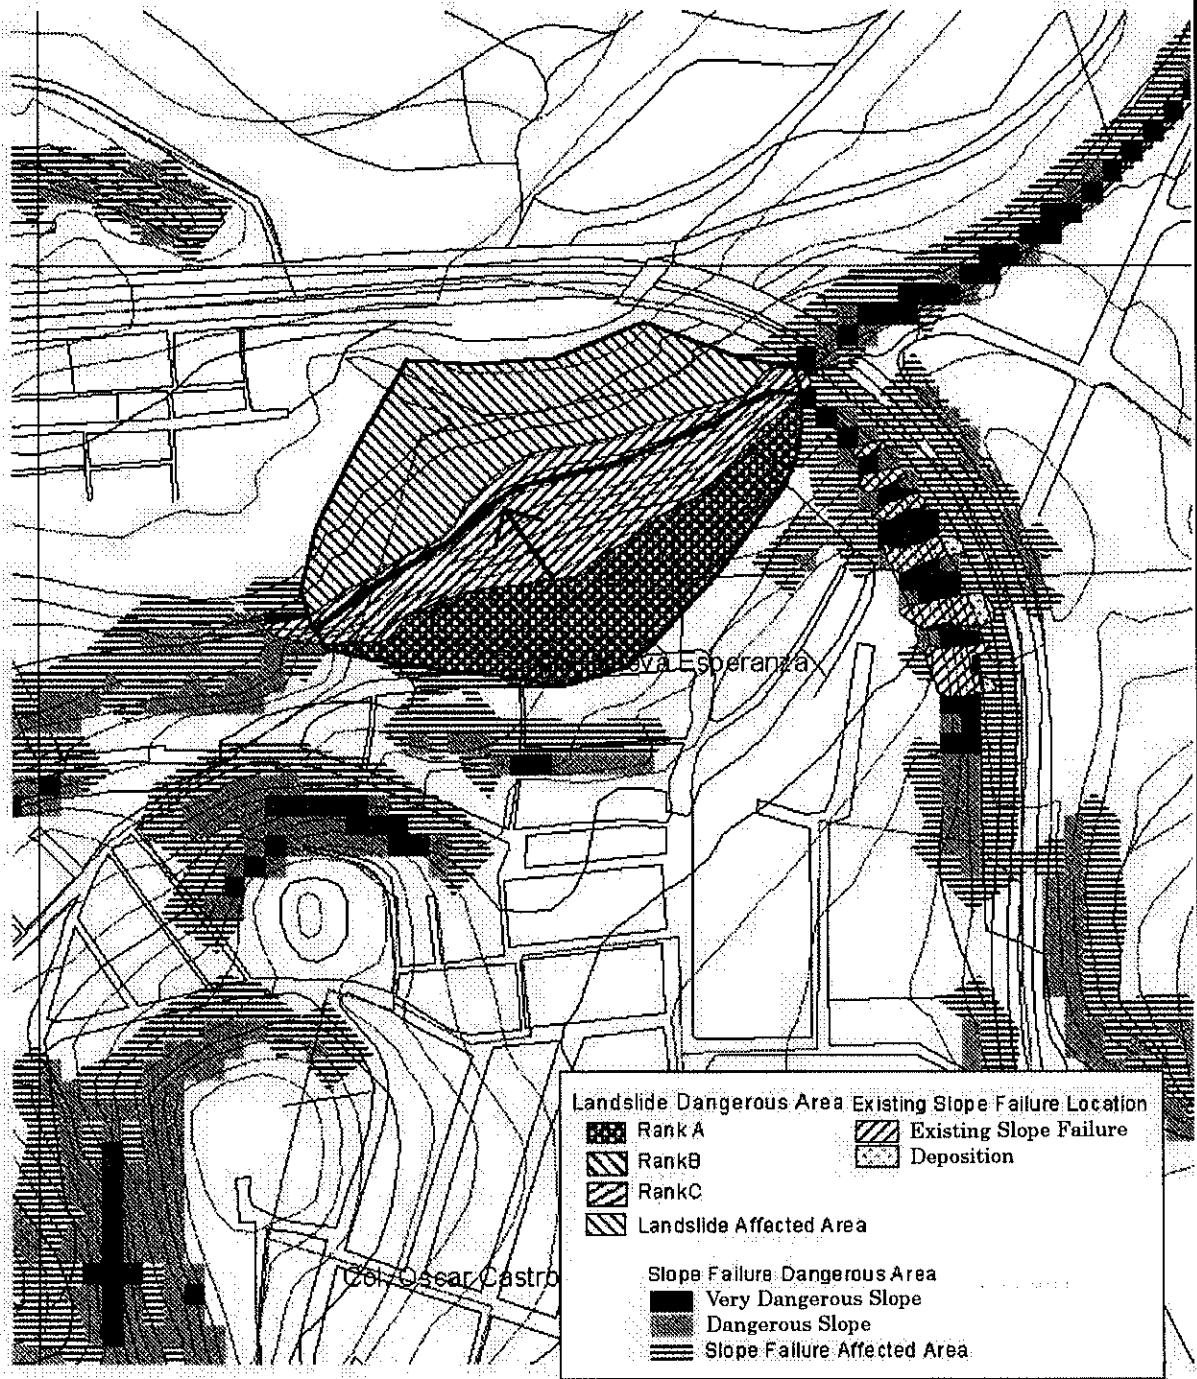 Esperanza
Landslide Dangerous Area
Rank A
RankB
RankC
Landslide Affected Area
Existing Slope Failure Location
Existing Slope Failure
Deposition
Slope Failure Dangerous Area
Very Dangerous Slope
Dangerous Slope
Slope Failure Affected Area
Col. Oscar Castro